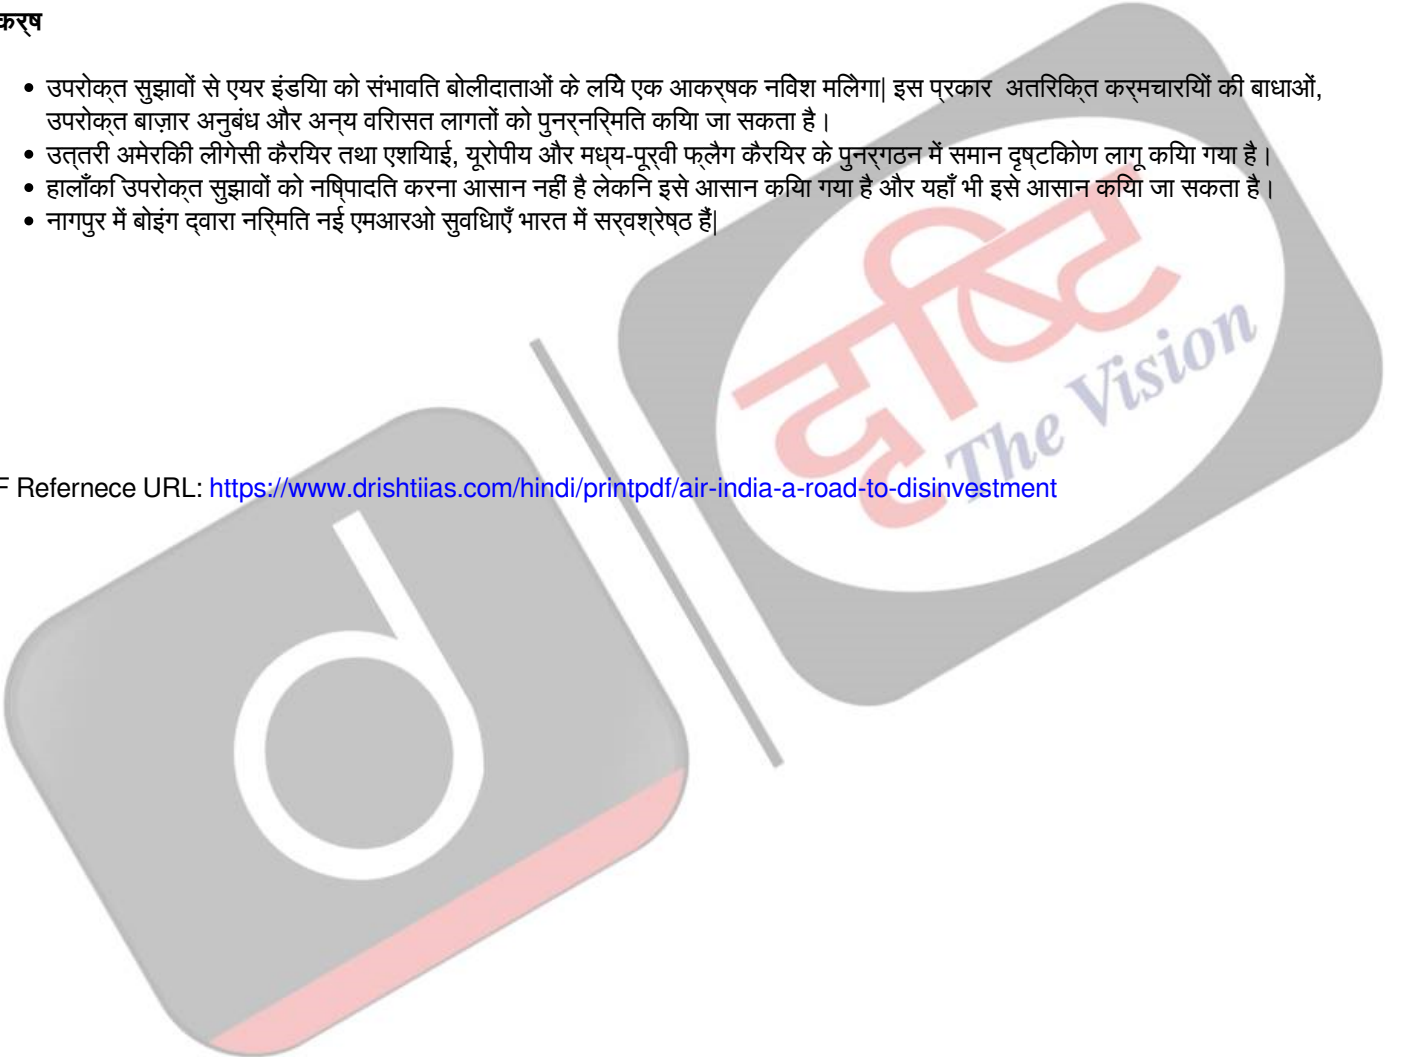 कर्ष
• उपरोक्त सुझावों से एयर इंडिया को संभावित बोलीदाताओं के लिये एक आकर्षक निवेश मिलेगा| इस प्रकार अतिरिक्त कर्मचारियों की बाधाओं,
उपरोक्त बाज़ार अनुबंध और अन्य विरासत लागतों को पुनर्निर्मित किया जा सकता है।
• उत्तरी अमेरिकी लीगेसी कैरियर तथा एशियाई, यूरोपीय और मध्य-पूर्वी फ्लैग कैरियर के पुनर्गठन में समान दृष्टिकोण लागू किया गया है।
• हालाँकि उपरोक्त सुझावों को निष्पादित करना आसान नहीं है लेकिन इसे आसान किया गया है और यहाँ भी इसे आसान किया जा सकता है।
• नागपुर में बोइंग द्वारा निर्मित नई एमआरओ सुविधाएँ भारत में सर्वश्रेष्ठ हैं|
दृष्टि
The Vision
F Refernece URL: https://www.drishtiias.com/hindi/printpdf/air-india-a-road-to-disinvestment
d